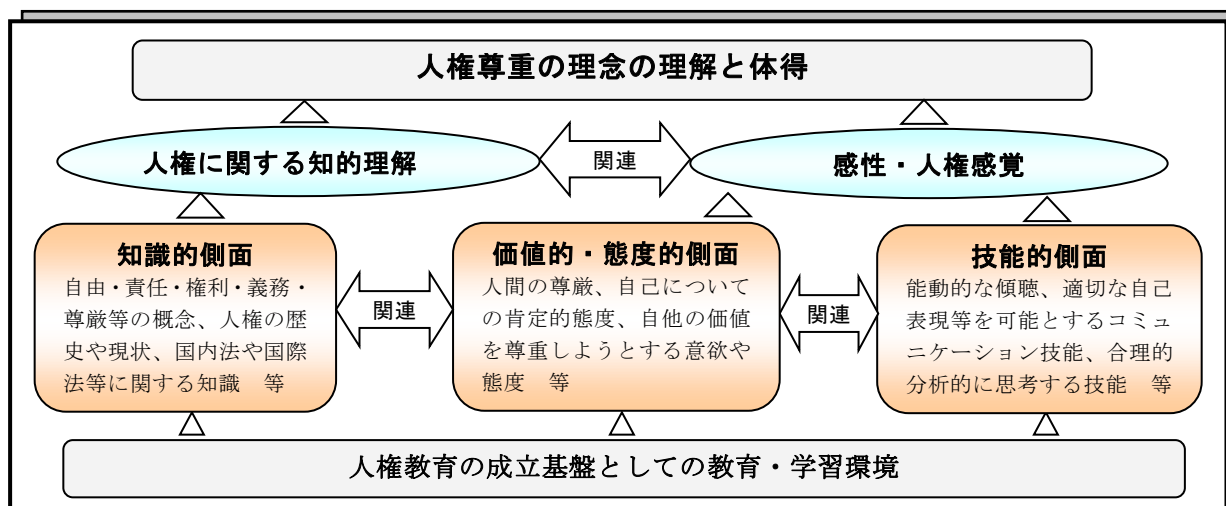 人権尊重の理念の理解と体得
人権に関する知的理解
関連
感性・人権感覚
知識的側面
自由・責任・権利・義務・
尊厳等の概念、人権の歴
史や現状、国内法や国際
法等に関する知識　等
関連
価値的・態度的側面
人間の尊厳、自己について
の肯定的態度、自他の価値
を尊重しようとする意欲や
態度　等
関連
技能的側面
能動的な傾聴、適切な自己
表現等を可能とするコミュ
ニケーション技能、合理的
分析的に思考する技能　等
人権教育の成立基盤としての教育・学習環境